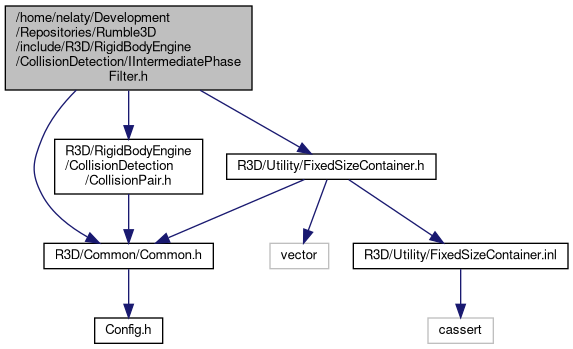 /home/nelaty/Development
/Repositories/Rumble3D
/include/R3D/RigidBodyEngine
/CollisionDetection/IIntermediatePhase
Filter.h
R3D/RigidBodyEngine
/CollisionDetection
/CollisionPair.h
R3D/Utility/FixedSizeContainer.h
R3D/Common/Common.h
vector
R3D/Utility/FixedSizeContainer.inl
Config.h
cassert